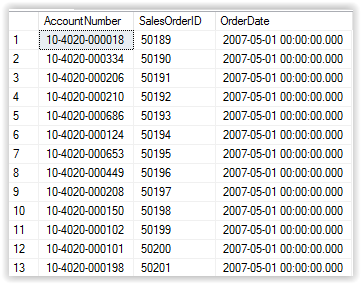 AccountNumber SalesOrderID OrderDate
1 10-4020-000018 50189 2007-05-01 00:00:00.000
2 10-4020-000334 50190 2007-05-01 00:00:00.000
3 10-4020-000206 50191 2007-05-01 00:00:00.000
4 10-4020-000210 50192 2007-05-01 00:00:00.000
5 10-4020-000686 50193 2007-05-01 00:00:00.000
6 10-4020-000124 50194 2007-05-01 00:00:00.000
7 10-4020-000653 50195 2007-05-01 00:00:00.000
8 10-4020-000449 50196 2007-05-01 00:00:00.000
9 10-4020-000208 50197 2007-05-01 00:00:00.000
10 10-4020-000150 50198 2007-05-01 00:00:00.000
11 10-4020-000102 50199 2007-05-01 00:00:00.000
12 10-4020-000101 50200 2007-05-01 00:00:00.000
13 10-4020-000198 50201 2007-05-01 00:00:00.000